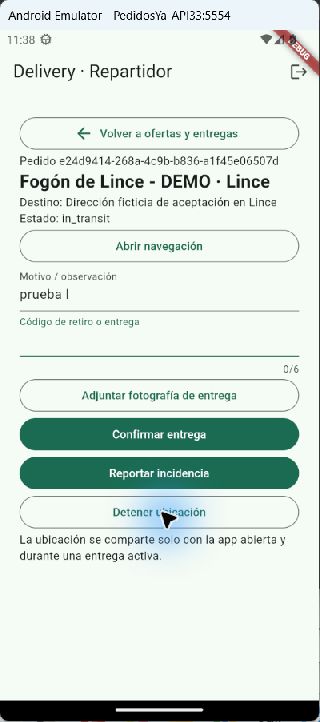 Android Emulator - PedidosYa-API33:5554
11:38
DEBUG
Delivery · Repartidor
Volver a ofertas y entregas
Pedido e24d9414-268a-4c9b-b836-a1f45e06507d
Fogón de Lince - DEMO · Lince
Destino: Dirección ficticia de aceptación en Lince
Estado: in_transit
Abrir navegación
Motivo / observación
prueba l
Código de retiro o entrega
0/6
Adjuntar fotografía de entrega
Confirmar entrega
Reportar incidencia
Detener ubicación
La ubicación se comparte solo con la app abierta y
durante una entrega activa.